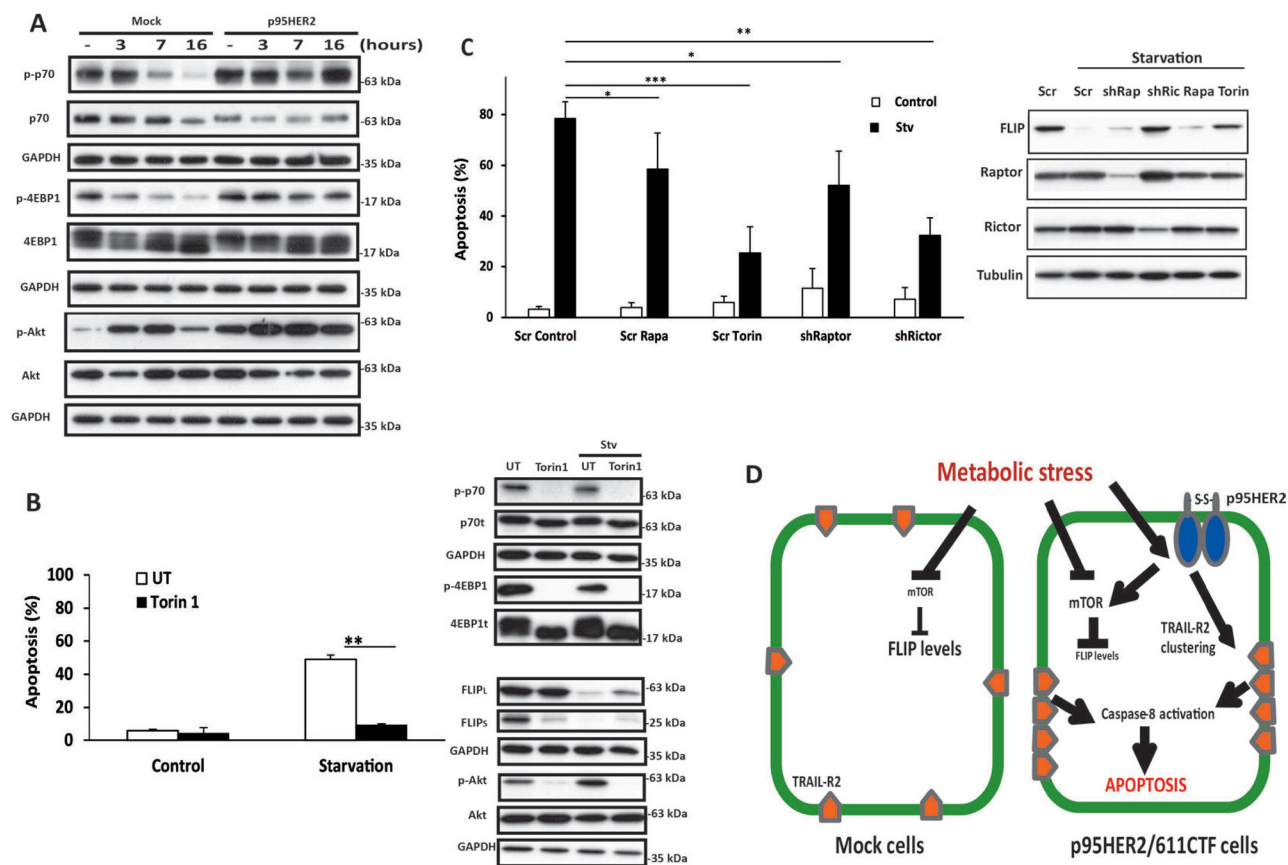 A
Mock p95HER2
- 3 7 16 - 3 7 16 (hours)
p-p70 -63 kDa
p70 -63 kDa
GAPDH -35 kDa
p-4EBP1 -17 kDa
4EBP1 -17 kDa
GAPDH -35 kDa
p-Akt -63 kDa
Akt -63 kDa
GAPDH -35 kDa
B
Apoptosis (%)
100
80
60
40
20
0
UT
Torin 1
**
Control Starvation
Stv
UT Torin1 UT Torin1
p-p70 -63 kDa
p70t -63 kDa
GAPDH -35 kDa
p-4EBP1 -17 kDa
4EBP1t -17 kDa
FLIPL -63 kDa
FLIPs -25 kDa
GAPDH -35 kDa
p-Akt -63 kDa
Akt -63 kDa
GAPDH -35 kDa
C
**
*
***
*
Control
Stv
Apoptosis (%)
80
60
40
20
0
Scr Control Scr Rapa Scr Torin shRaptor shRictor
Starvation
Scr Scr shRap shRic Rapa Torin
FLIP
Raptor
Rictor
Tubulin
D
Metabolic stress
mTOR
FLIP levels
TRAIL-R2
Mock cells
-S-S- p95HER2
mTOR
FLIP levels
TRAIL-R2
clustering
Caspase-8 activation
APOPTOSIS
p95HER2/611CTF cells